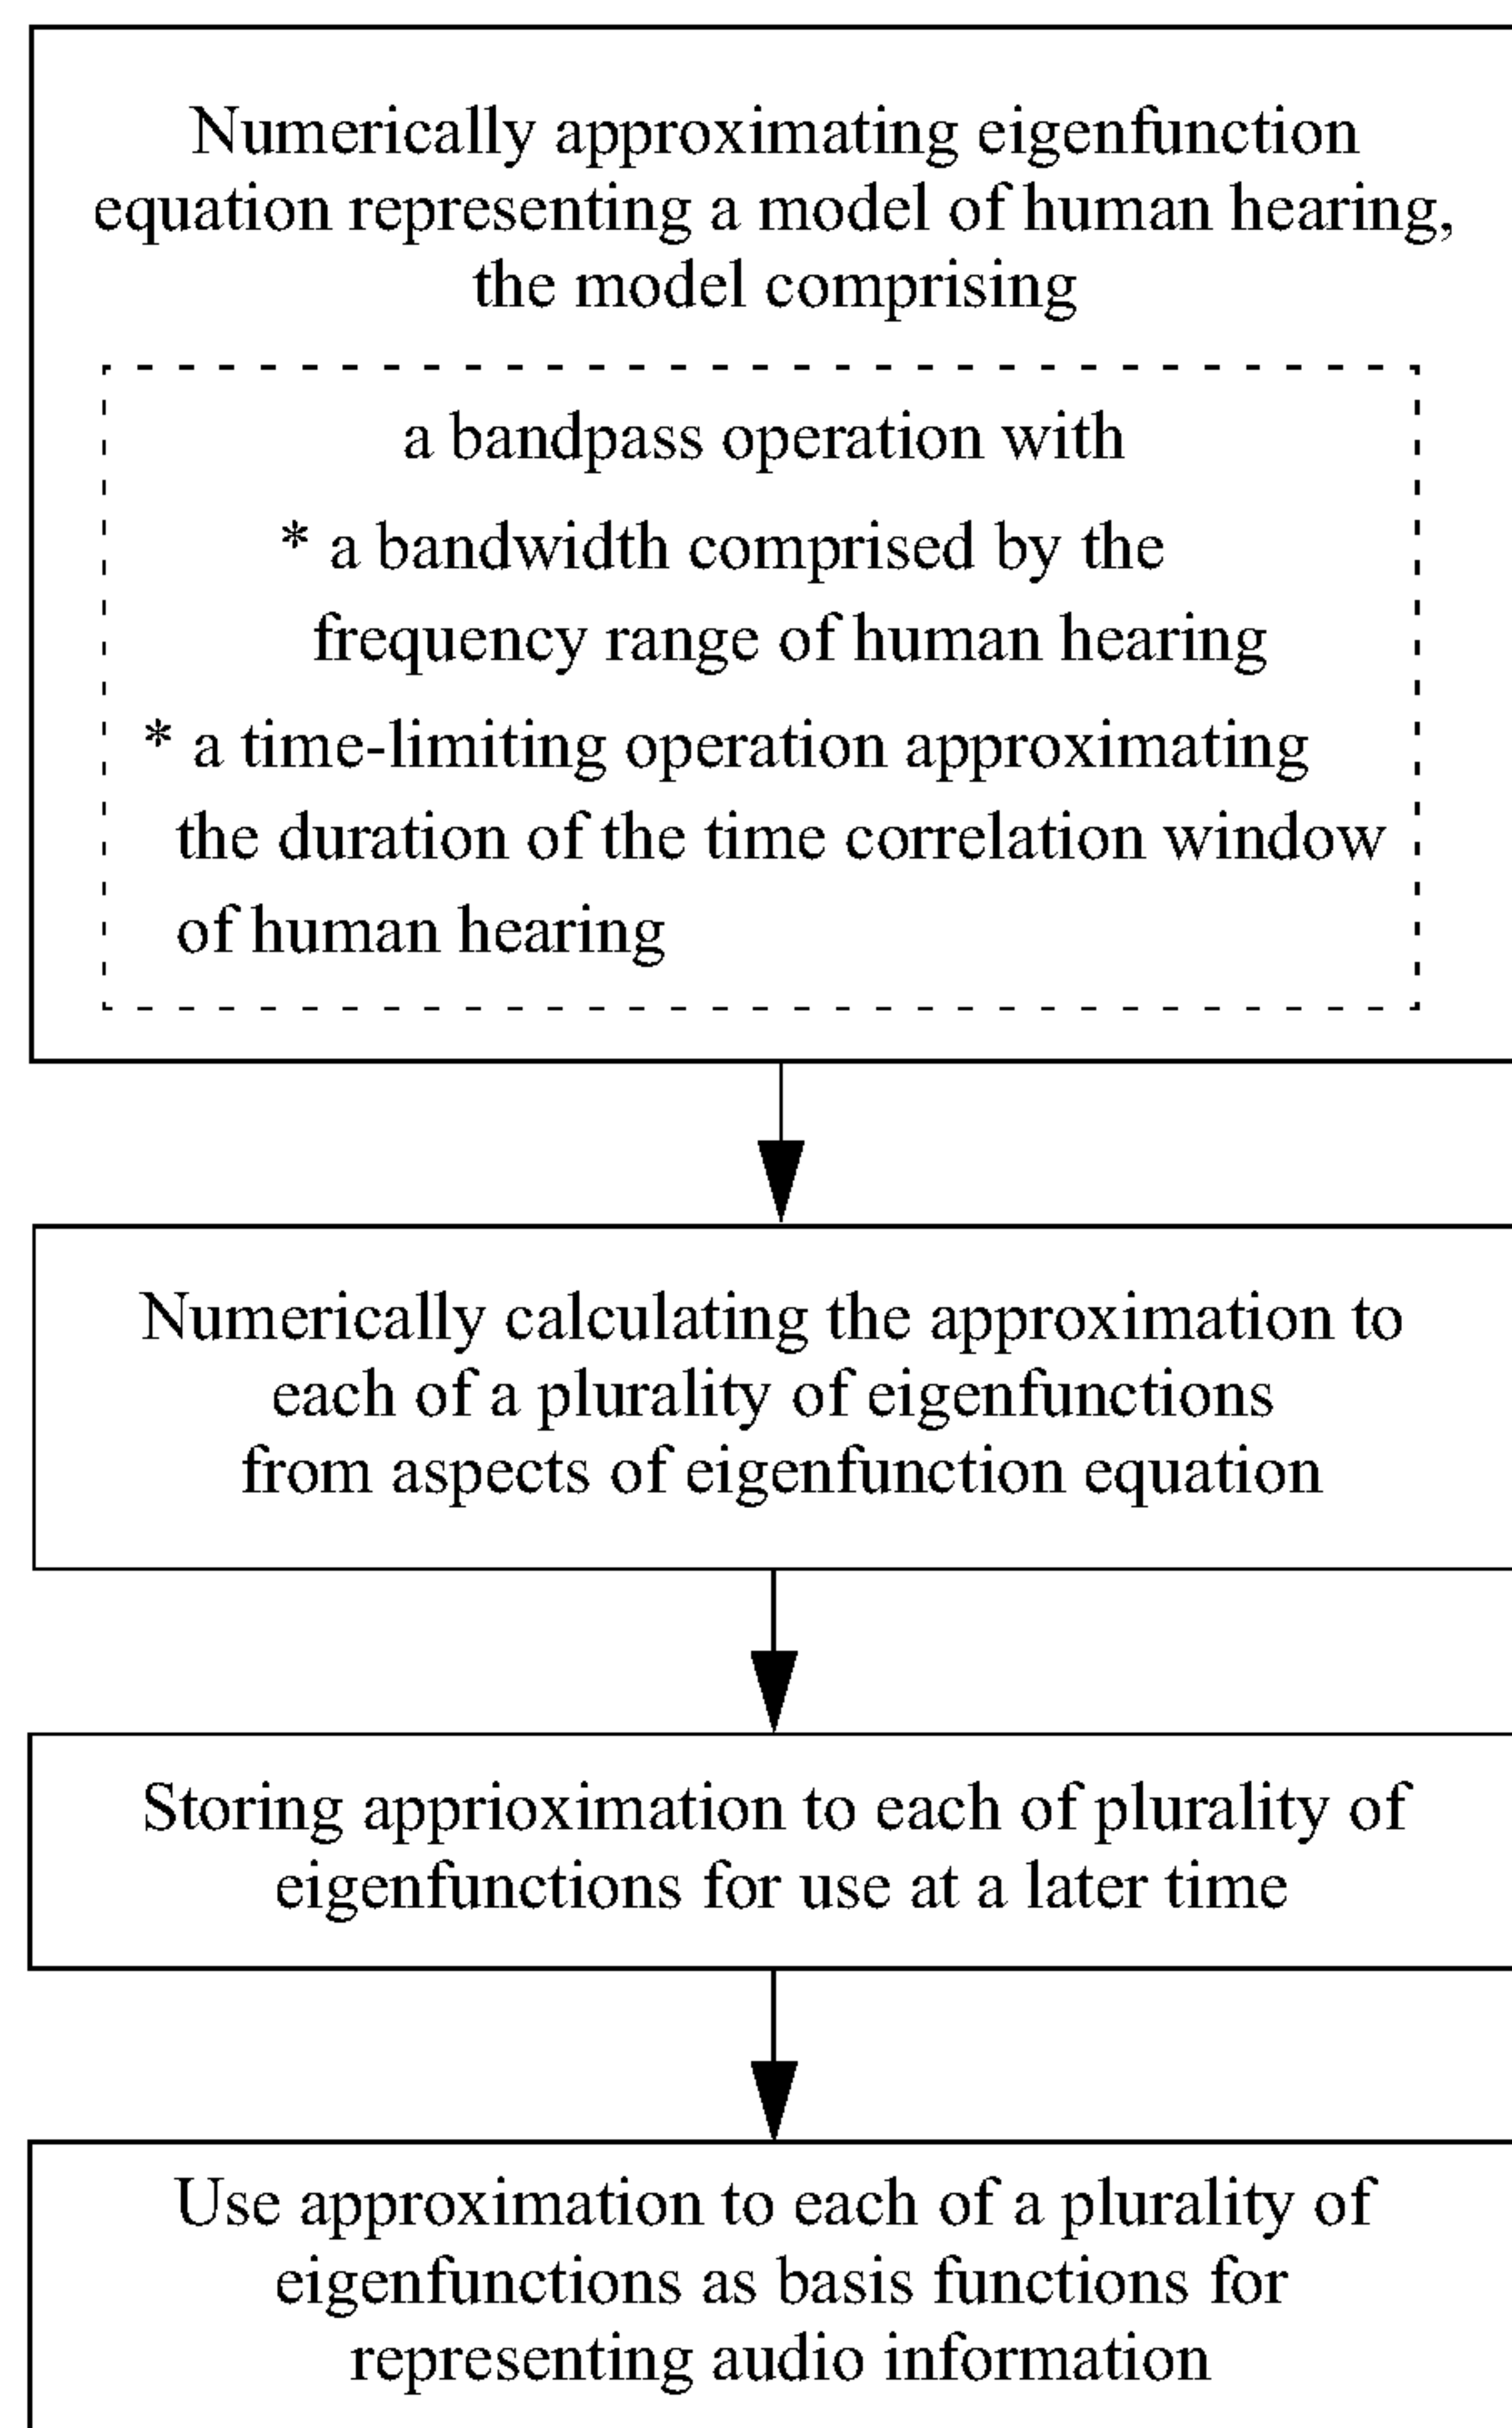 Numerically approximating eigenfunction
equation representing a model of human hearing,
the model comprising
a bandpass operation with
* a bandwidth comprised by the
frequency range of human hearing
* a time-limiting operation approximating
the duration of the time correlation window
of human hearing
Numerically calculating the approximation to
each of a plurality of eigenfunctions
from aspects of eigenfunction equation
Storing apprioximation to each of plurality of
eigenfunctions for use at a later time
Use approximation to each of a plurality of
eigenfunctions as basis functions for
representing audio information